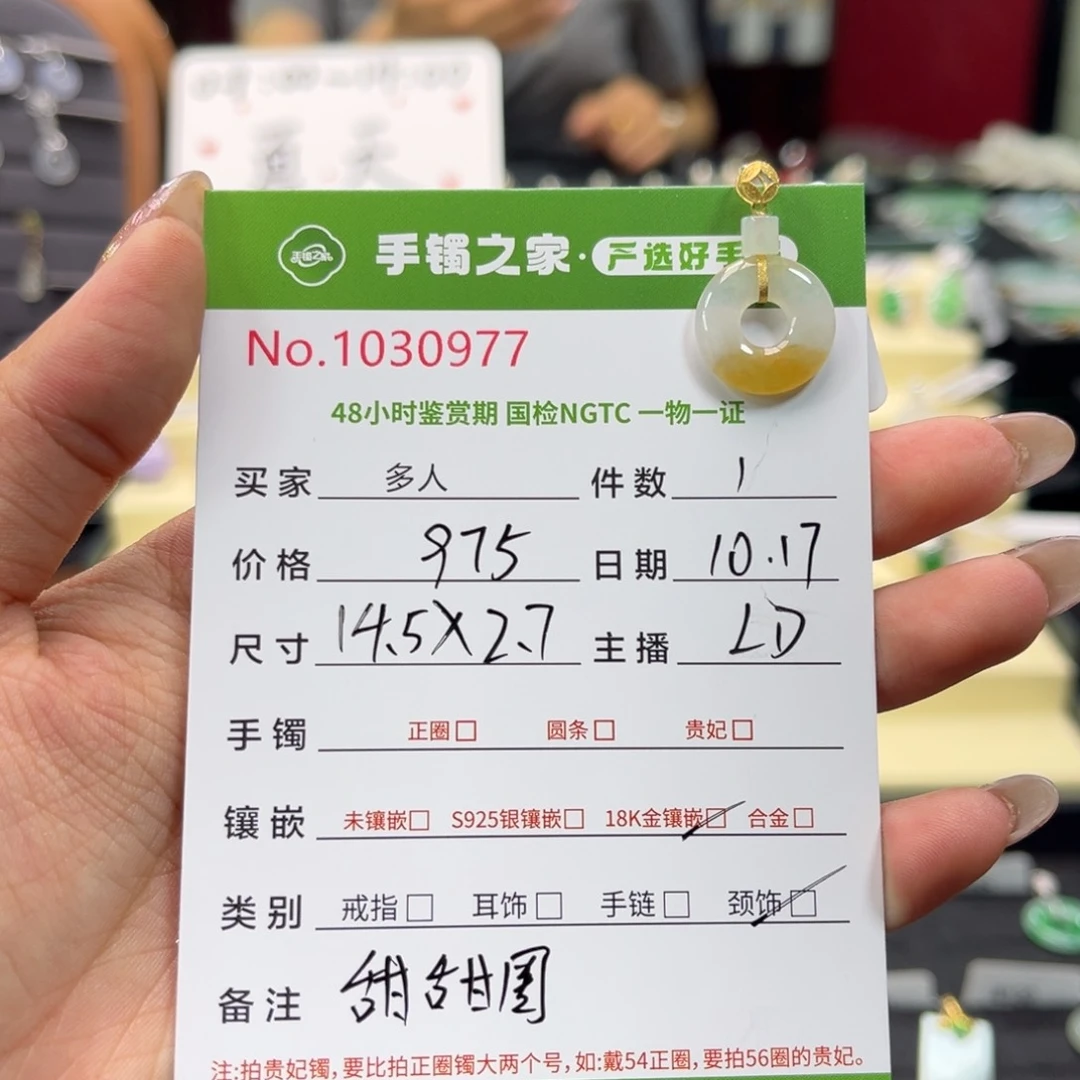 手镯之家·严选好手
手镯之家
No.1030977
48小时鉴赏期 国检NGTC 一物一证
买家 多人 件数 1
价格 975 日期 10.17
尺寸 14.5X2.7 主播 LD
手镯 正圈□ 圆条□ 贵妃□
镶嵌 未镶嵌□ S925银镶嵌□ 18K金镶嵌□ 合金□
类别 戒指□ 耳饰□ 手链□ 颈饰□
备注 甜甜圈
注:拍贵妃镯,要比拍正圈镯大两个号,如:戴54正圈,要拍56圈的贵妃。